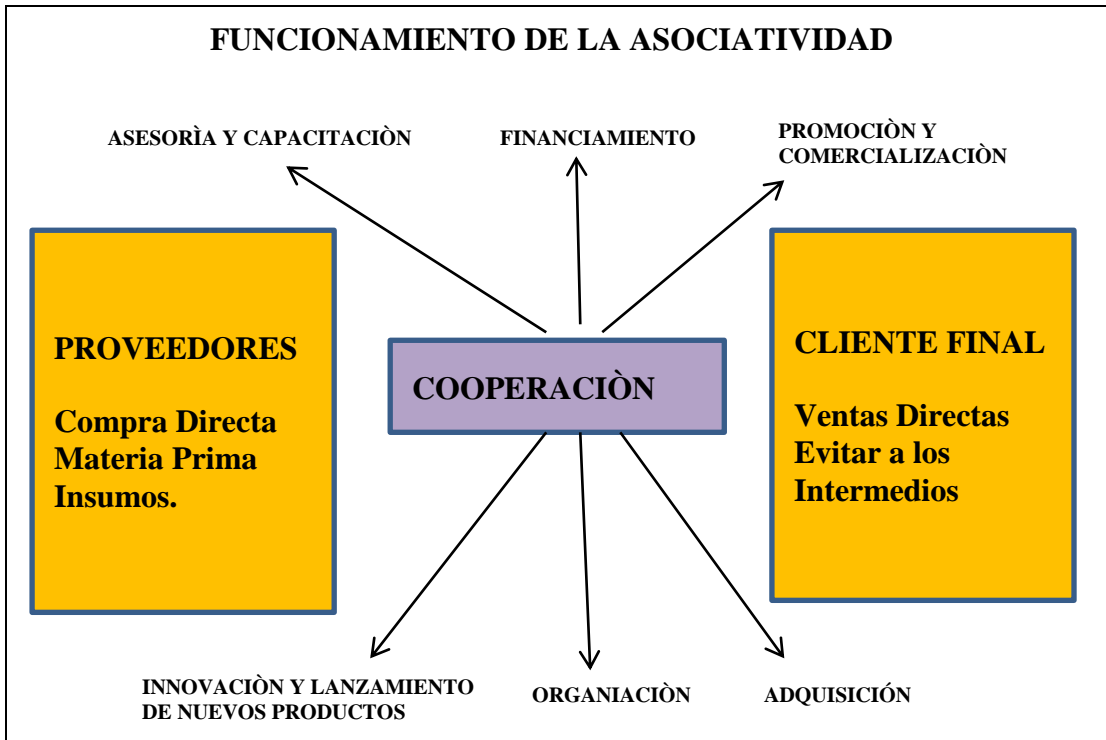 FUNCIONAMIENTO DE LA ASOCIATIVIDAD
ASESORÌA Y CAPACITACIÒN
FINANCIAMIENTO
PROMOCIÒN Y
COMERCIALIZACIÒN
PROVEEDORES
Compra Directa
Materia Prima
Insumos.
COOPERACIÒN
CLIENTE FINAL
Ventas Directas
Evitar a los
Intermedios
INNOVACIÒN Y LANZAMIENTO
DE NUEVOS PRODUCTOS
ORGANIACIÒN
ADQUISICIÓN